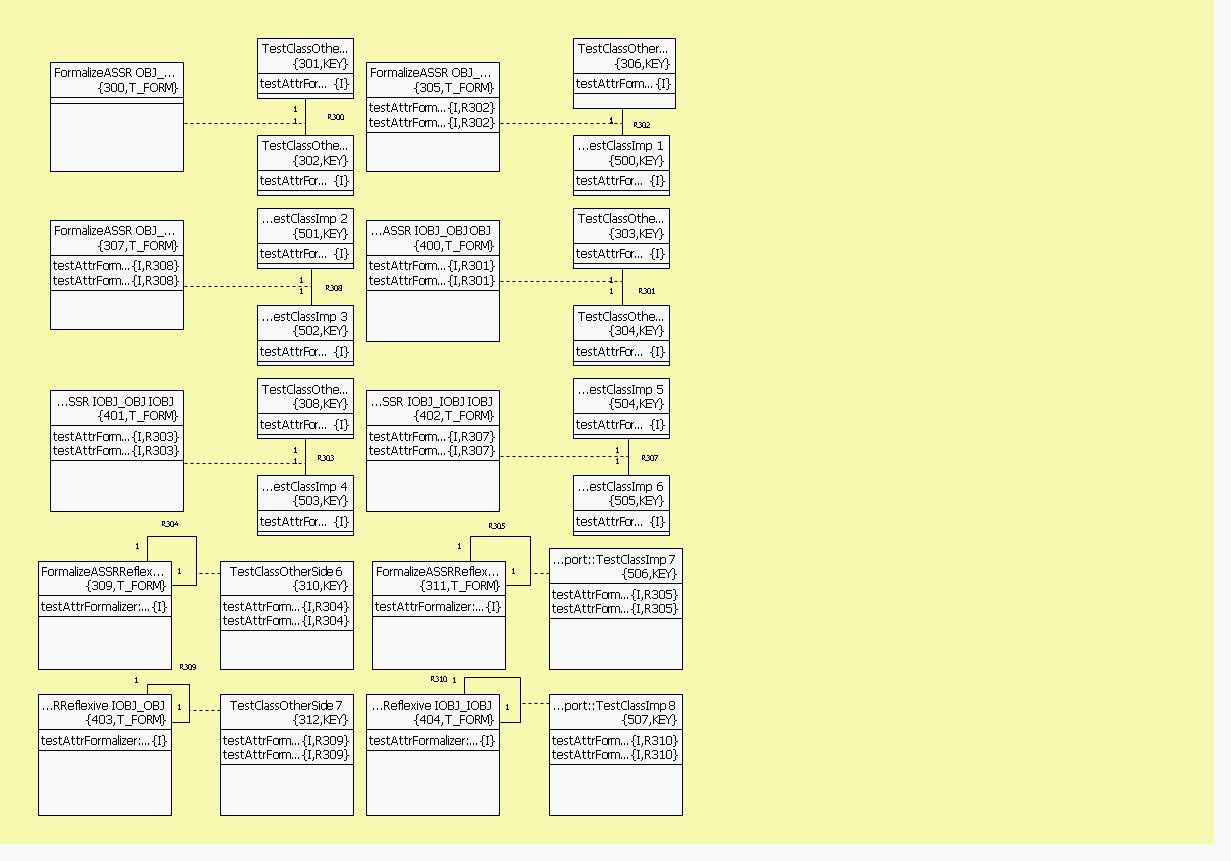 FormalizeASSR OBJ_...
{300,T_FORM}
TestClassOthe...
{301,KEY}
testAttrFor... {I}
1
1
R300
TestClassOthe...
{302,KEY}
testAttrFor... {I}
FormalizeASSR OBJ_...
{305,T_FORM}
testAttrForm... {I,R302}
testAttrForm... {I,R302}
TestClassOther...
{306,KEY}
testAttrForm... {I}
1
R302
...estClassImp 1
{500,KEY}
testAttrFor... {I}
FormalizeASSR OBJ_...
{307,T_FORM}
testAttrForm... {I,R308}
testAttrForm... {I,R308}
...estClassImp 2
{501,KEY}
testAttrFor... {I}
1
1
R308
...estClassImp 3
{502,KEY}
testAttrFor... {I}
...ASSR IOBJ_OBJ OBJ
{400,T_FORM}
testAttrForm... {I,R301}
testAttrForm... {I,R301}
TestClassOthe...
{303,KEY}
testAttrFor... {I}
1
1
R301
TestClassOthe...
{304,KEY}
testAttrFor... {I}
...SSR IOBJ_OBJ IOBJ
{401,T_FORM}
testAttrForm... {I,R303}
testAttrForm... {I,R303}
TestClassOthe...
{308,KEY}
testAttrFor... {I}
1
1
R303
...estClassImp 4
{503,KEY}
testAttrFor... {I}
...SSR IOBJ_IOBJ IOBJ
{402,T_FORM}
testAttrForm... {I,R307}
testAttrForm... {I,R307}
...estClassImp 5
{504,KEY}
testAttrFor... {I}
1
1
R307
...estClassImp 6
{505,KEY}
testAttrFor... {I}
R304
1
1
FormalizeASSRReflex...
{309,T_FORM}
testAttrFormalizer:... {I}
TestClassOtherSide6
{310,KEY}
testAttrForm... {I,R304}
testAttrForm... {I,R304}
R305
1
1
FormalizeASSRReflex...
{311,T_FORM}
testAttrFormalizer:... {I}
...port::TestClassImp 7
{506,KEY}
testAttrForm... {I,R305}
testAttrForm... {I,R305}
R309
1
1
...RReflexive IOBJ_OBJ
{403,T_FORM}
testAttrFormalizer:... {I}
TestClassOtherSide7
{312,KEY}
testAttrForm... {I,R309}
testAttrForm... {I,R309}
R310
1
1
...Reflexive IOBJ_IOBJ
{404,T_FORM}
testAttrFormalizer:... {I}
...port::TestClassImp 8
{507,KEY}
testAttrForm... {I,R310}
testAttrForm... {I,R310}